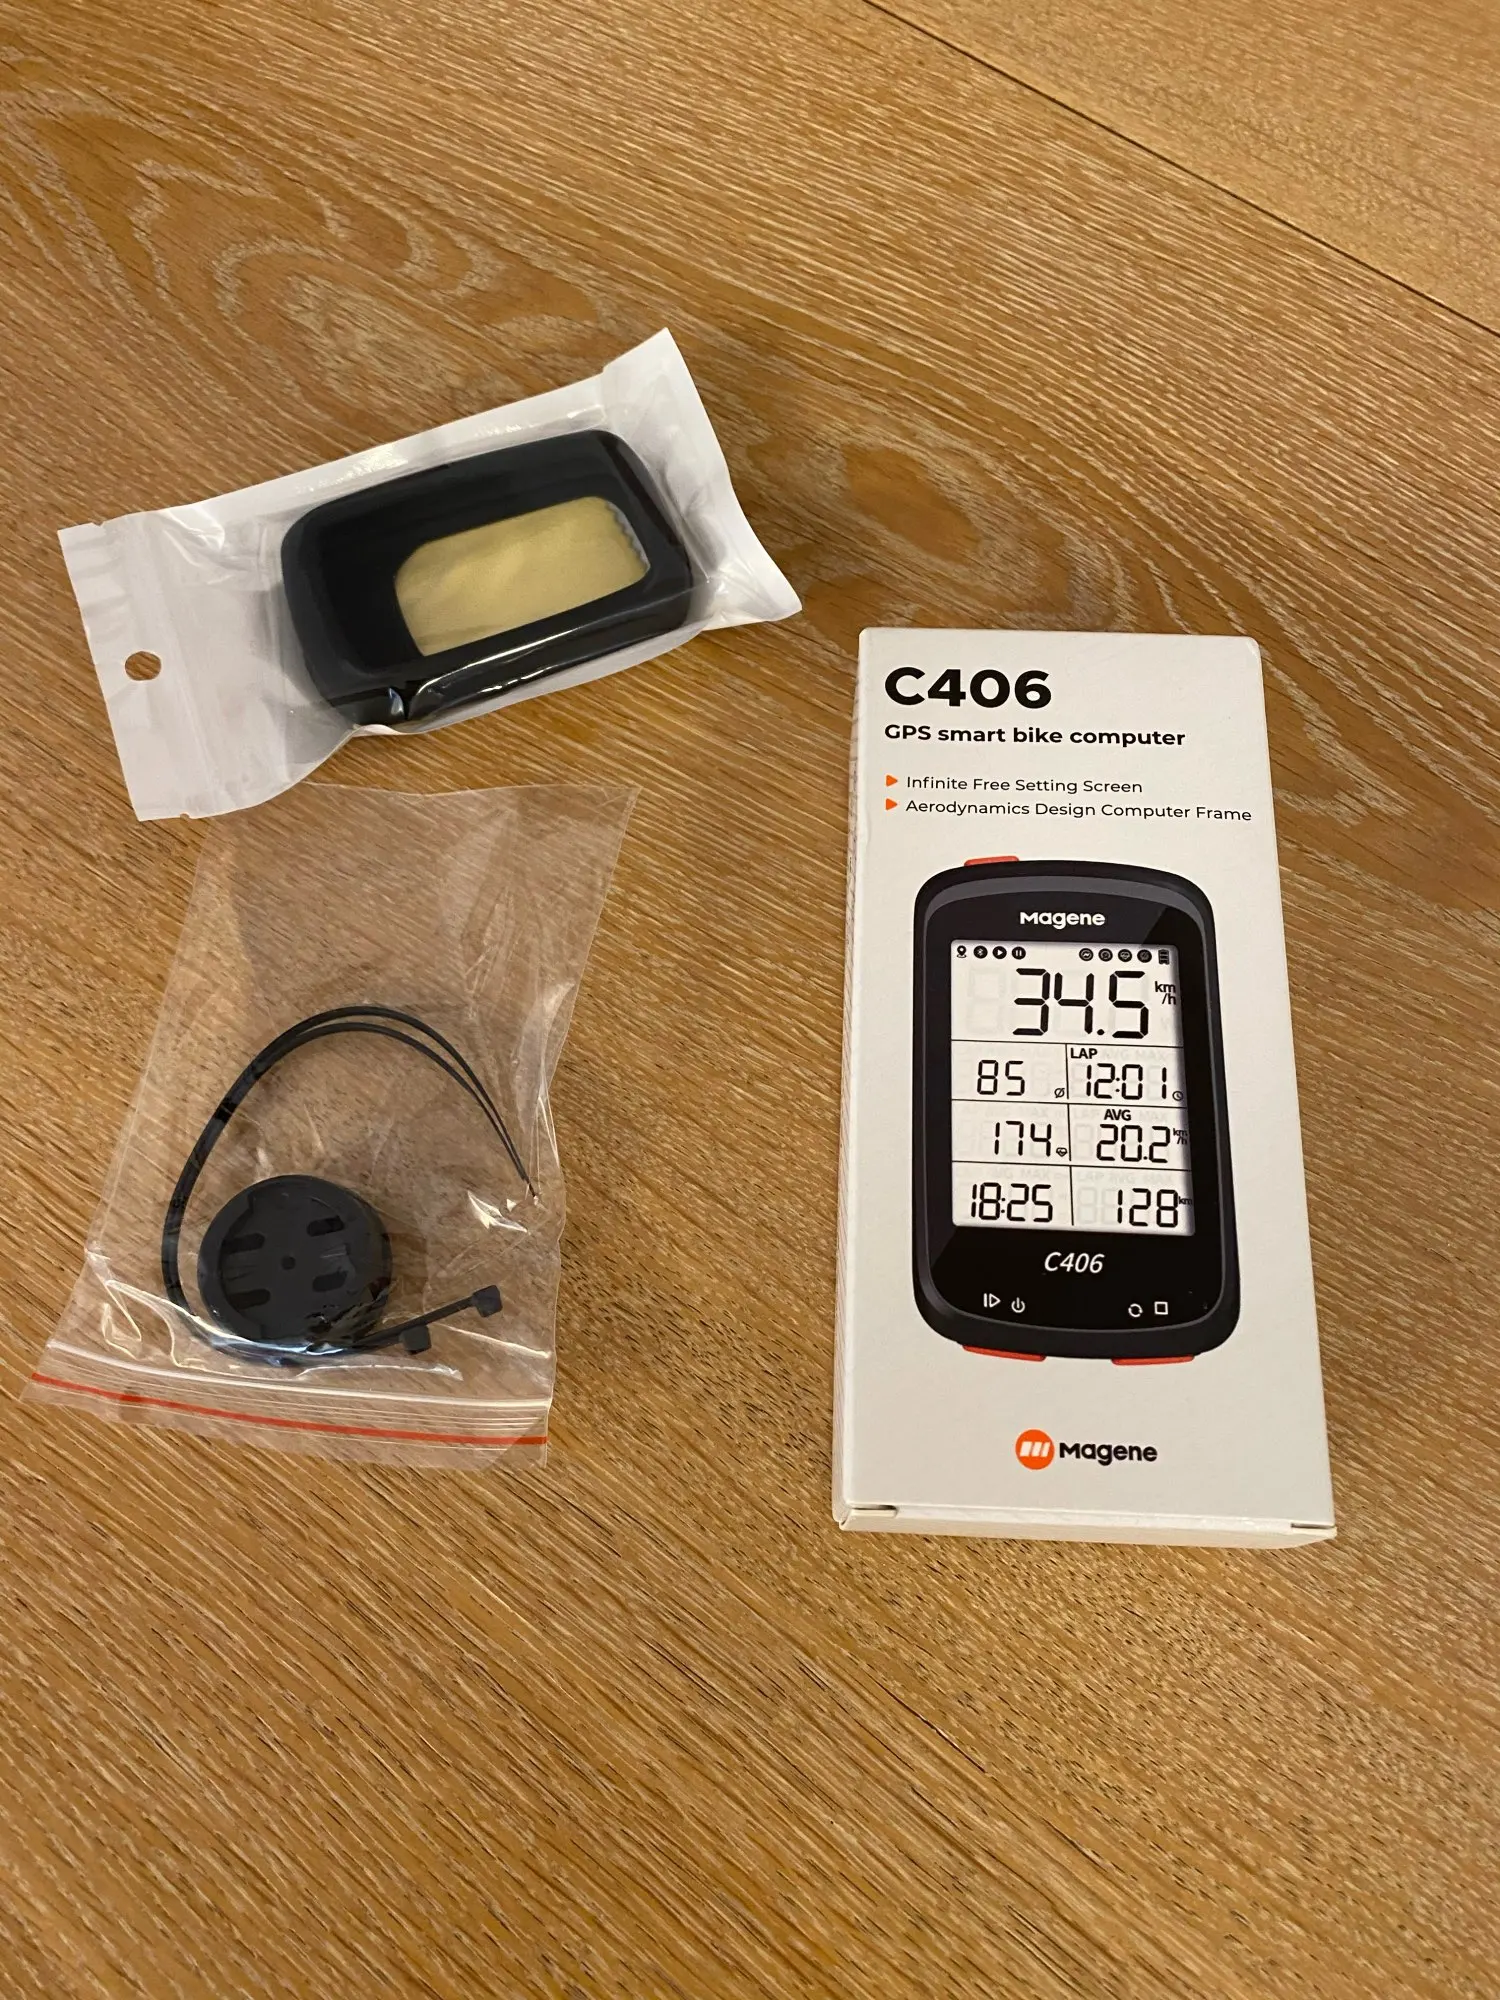 C406
GPS smart bike computer
Infinite Free Setting Screen
Aerodynamics Design Computer Frame
Magene
34.5 km/h
LAP
85 12:01
AVG
174 20.2 km/h
18:25 128 km
C406
Magene